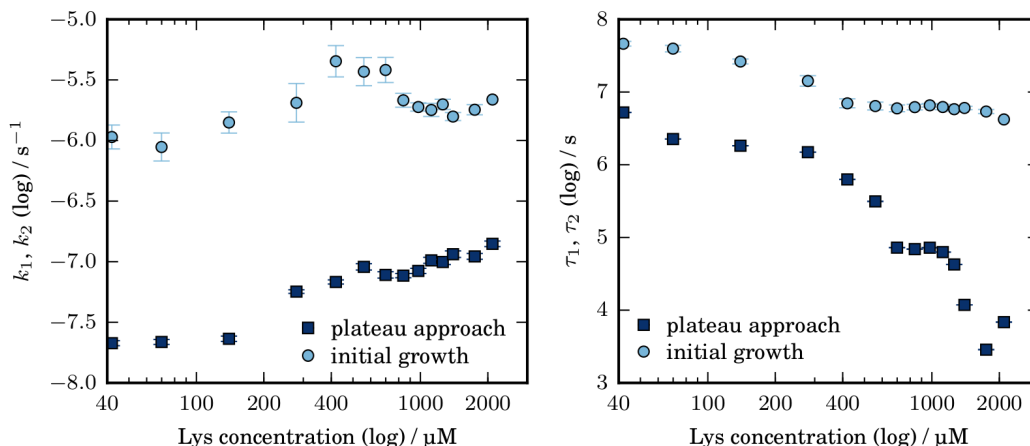 −5.0
−5.5
−6.0
−6.5
−7.0
−7.5
−8.0
k₁, k₂ (log) / s⁻¹
plateau approach
initial growth
40 100 200 400 1000 2000
Lys concentration (log) / μM
8
7
6
5
4
3
τ₁, τ₂ (log) / s
plateau approach
initial growth
40 100 200 400 1000 2000
Lys concentration (log) / μM